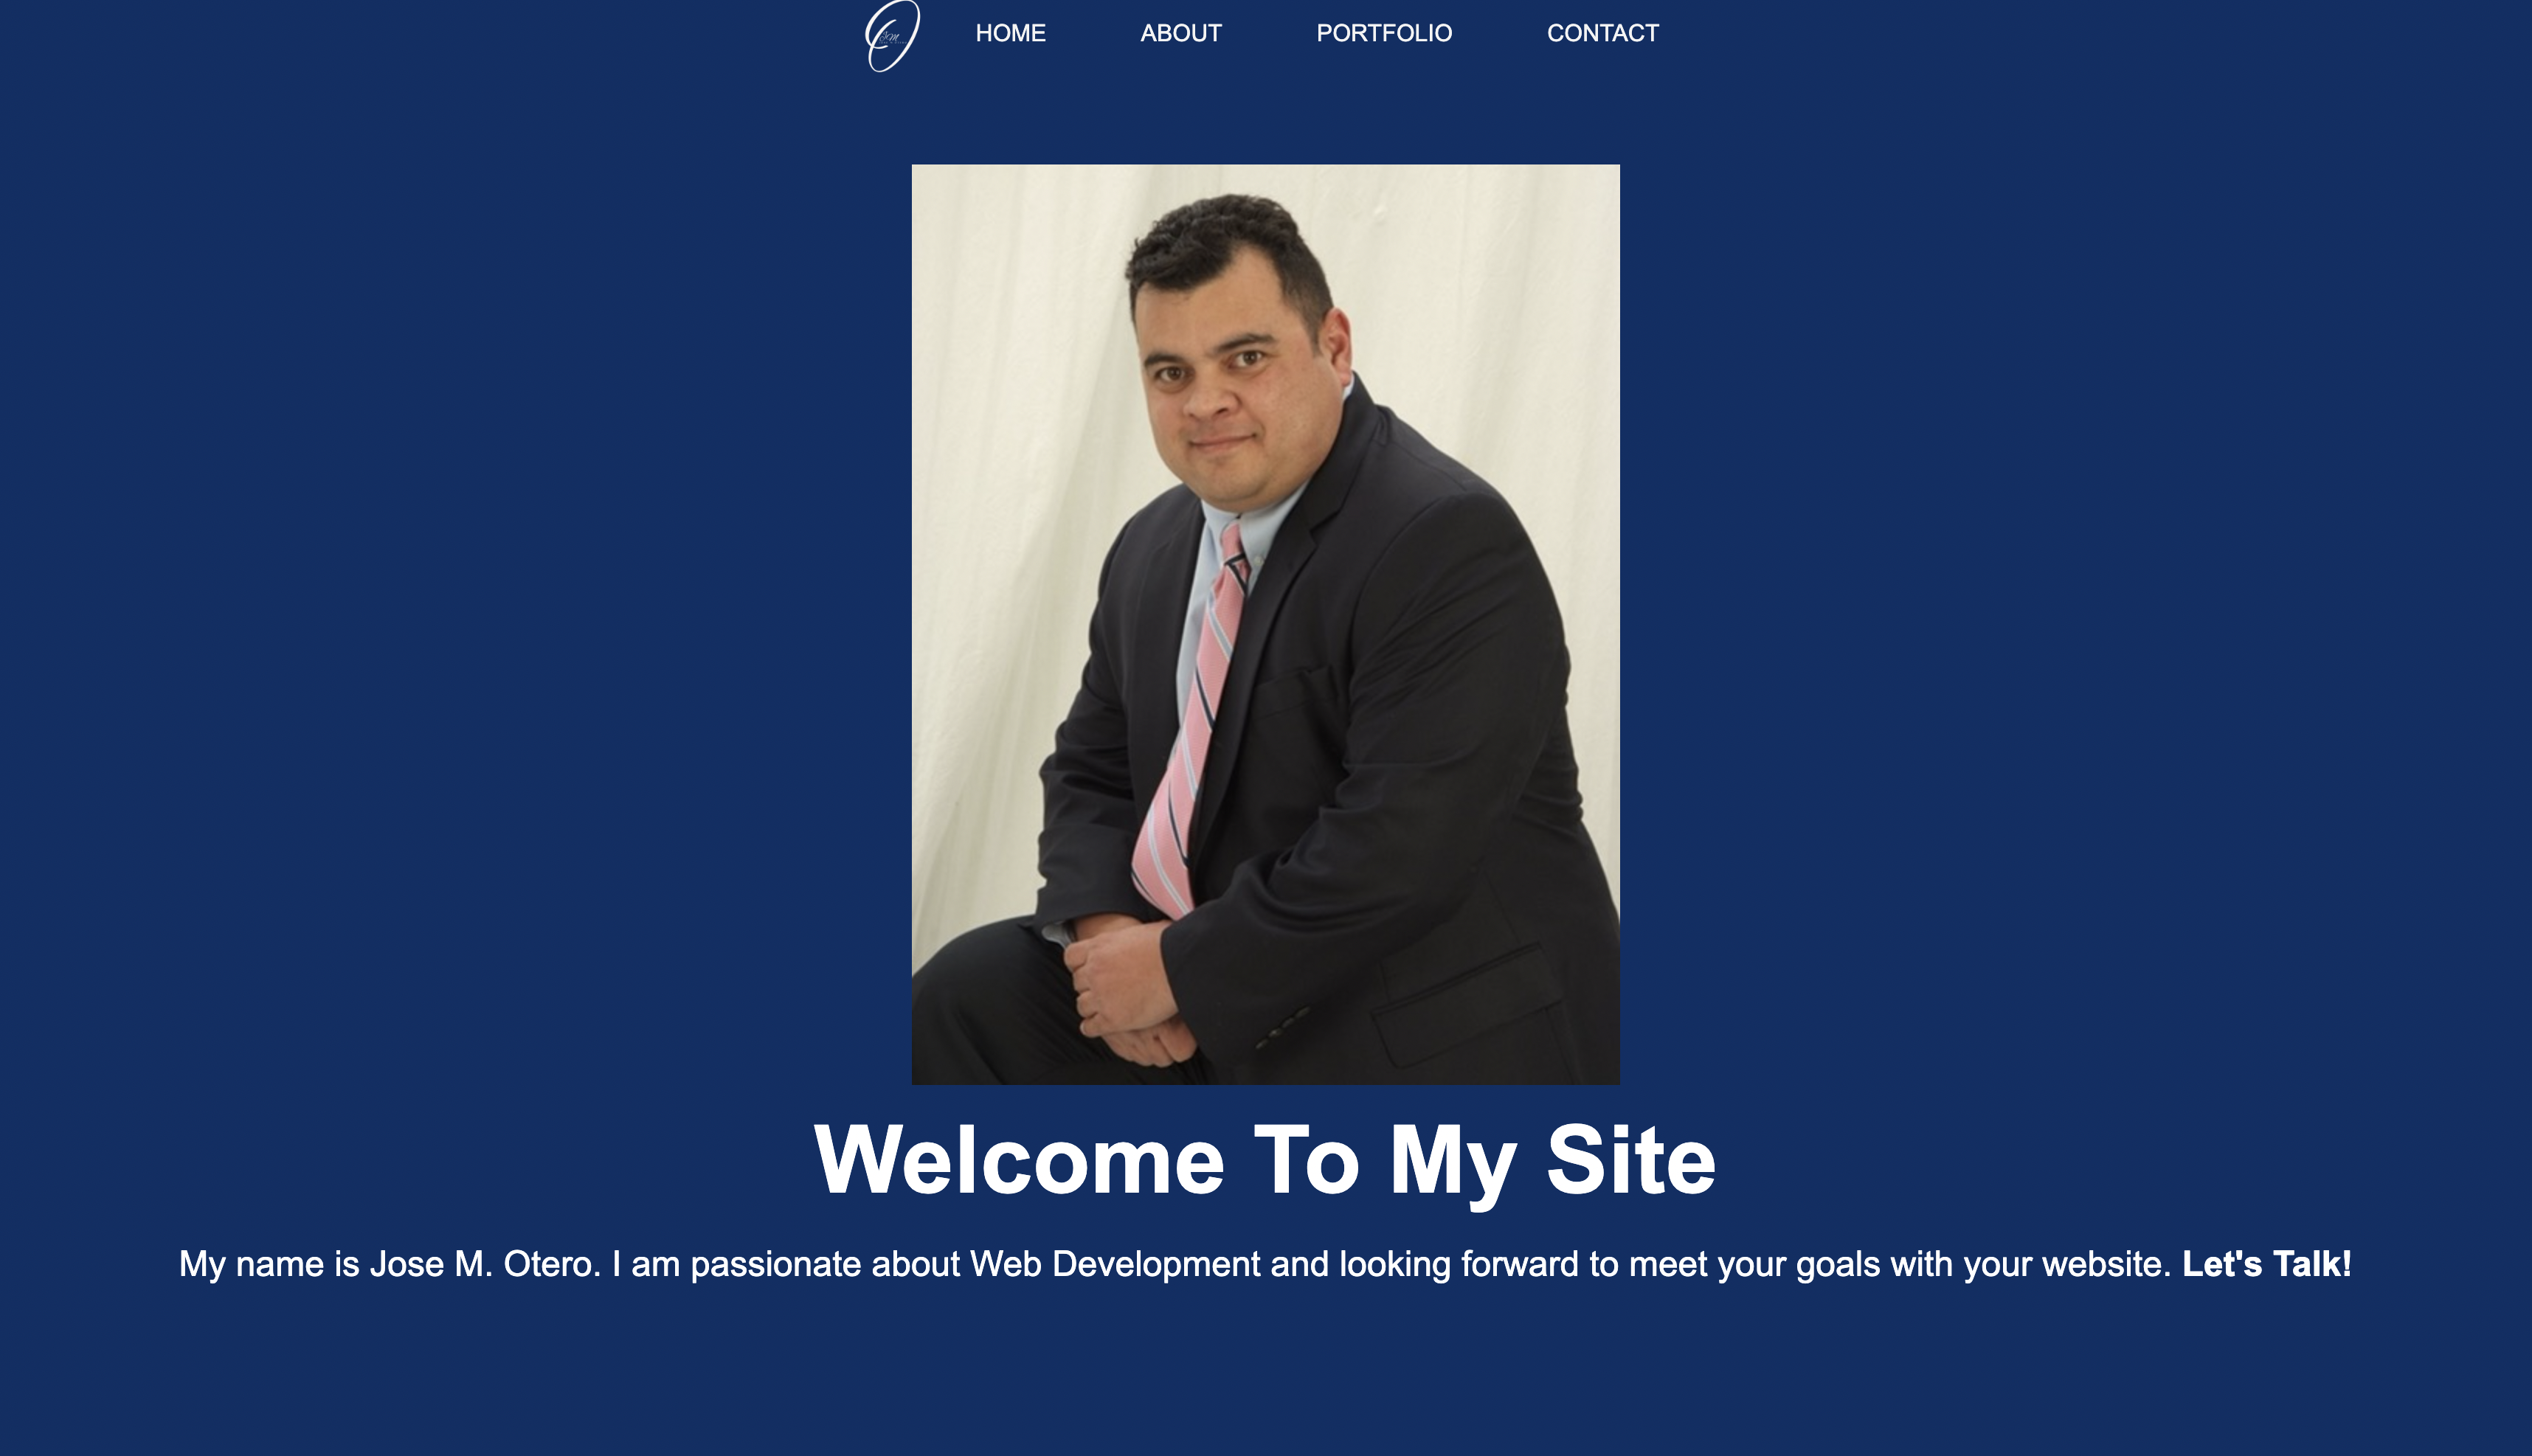 HOME ABOUT PORTFOLIO CONTACT
Welcome To My Site
My name is Jose M. Otero. I am passionate about Web Development and looking forward to meet your goals with your website. Let's Talk!